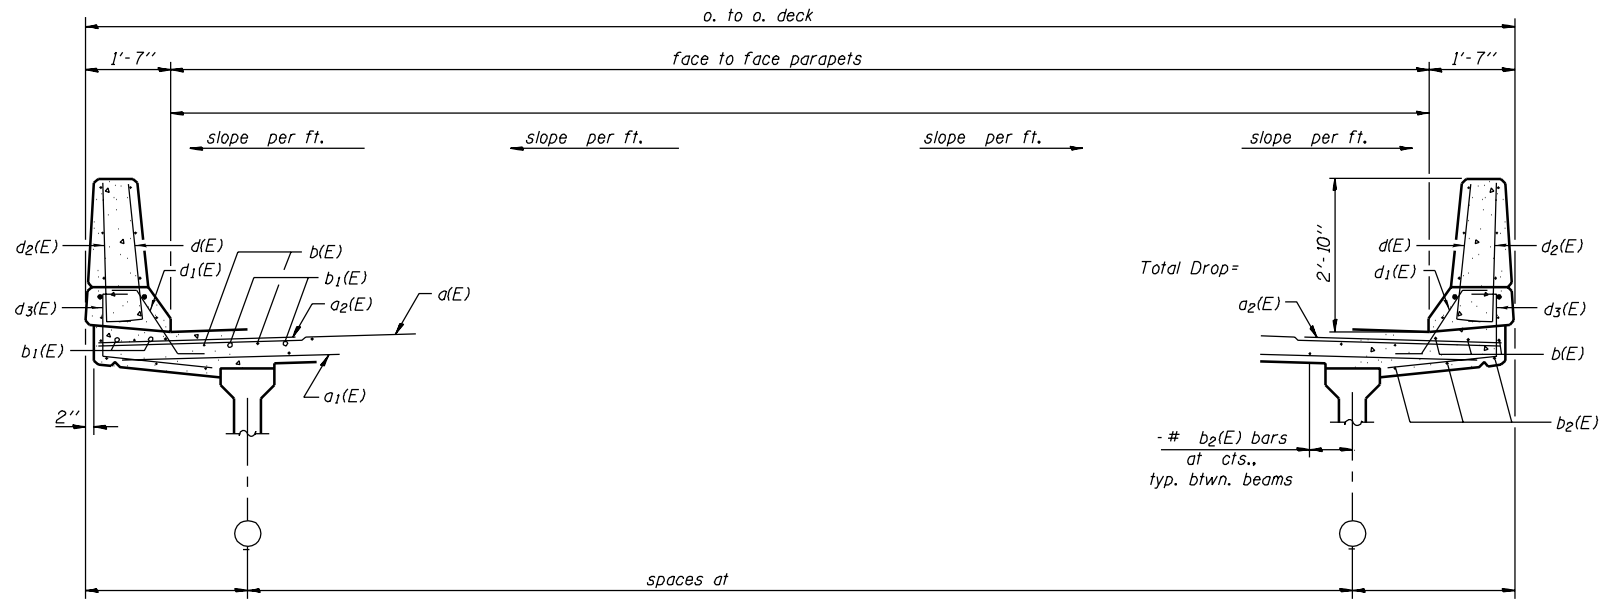 o. to o. deck
1'-7"
face to face parapets
1'-7"
slope per ft.
slope per ft.
slope per ft.
slope per ft.
d2(E)
d(E)
b(E)
d1(E)
b1(E)
a2(E)
a(E)
d3(E)
b1(E)
a1(E)
2"
2'-10"
Total Drop=
d(E)
d2(E)
d1(E)
a2(E)
d3(E)
b(E)
b2(E)
-# b2(E) bars
at cts.,
typ. btwn. beams
spaces at